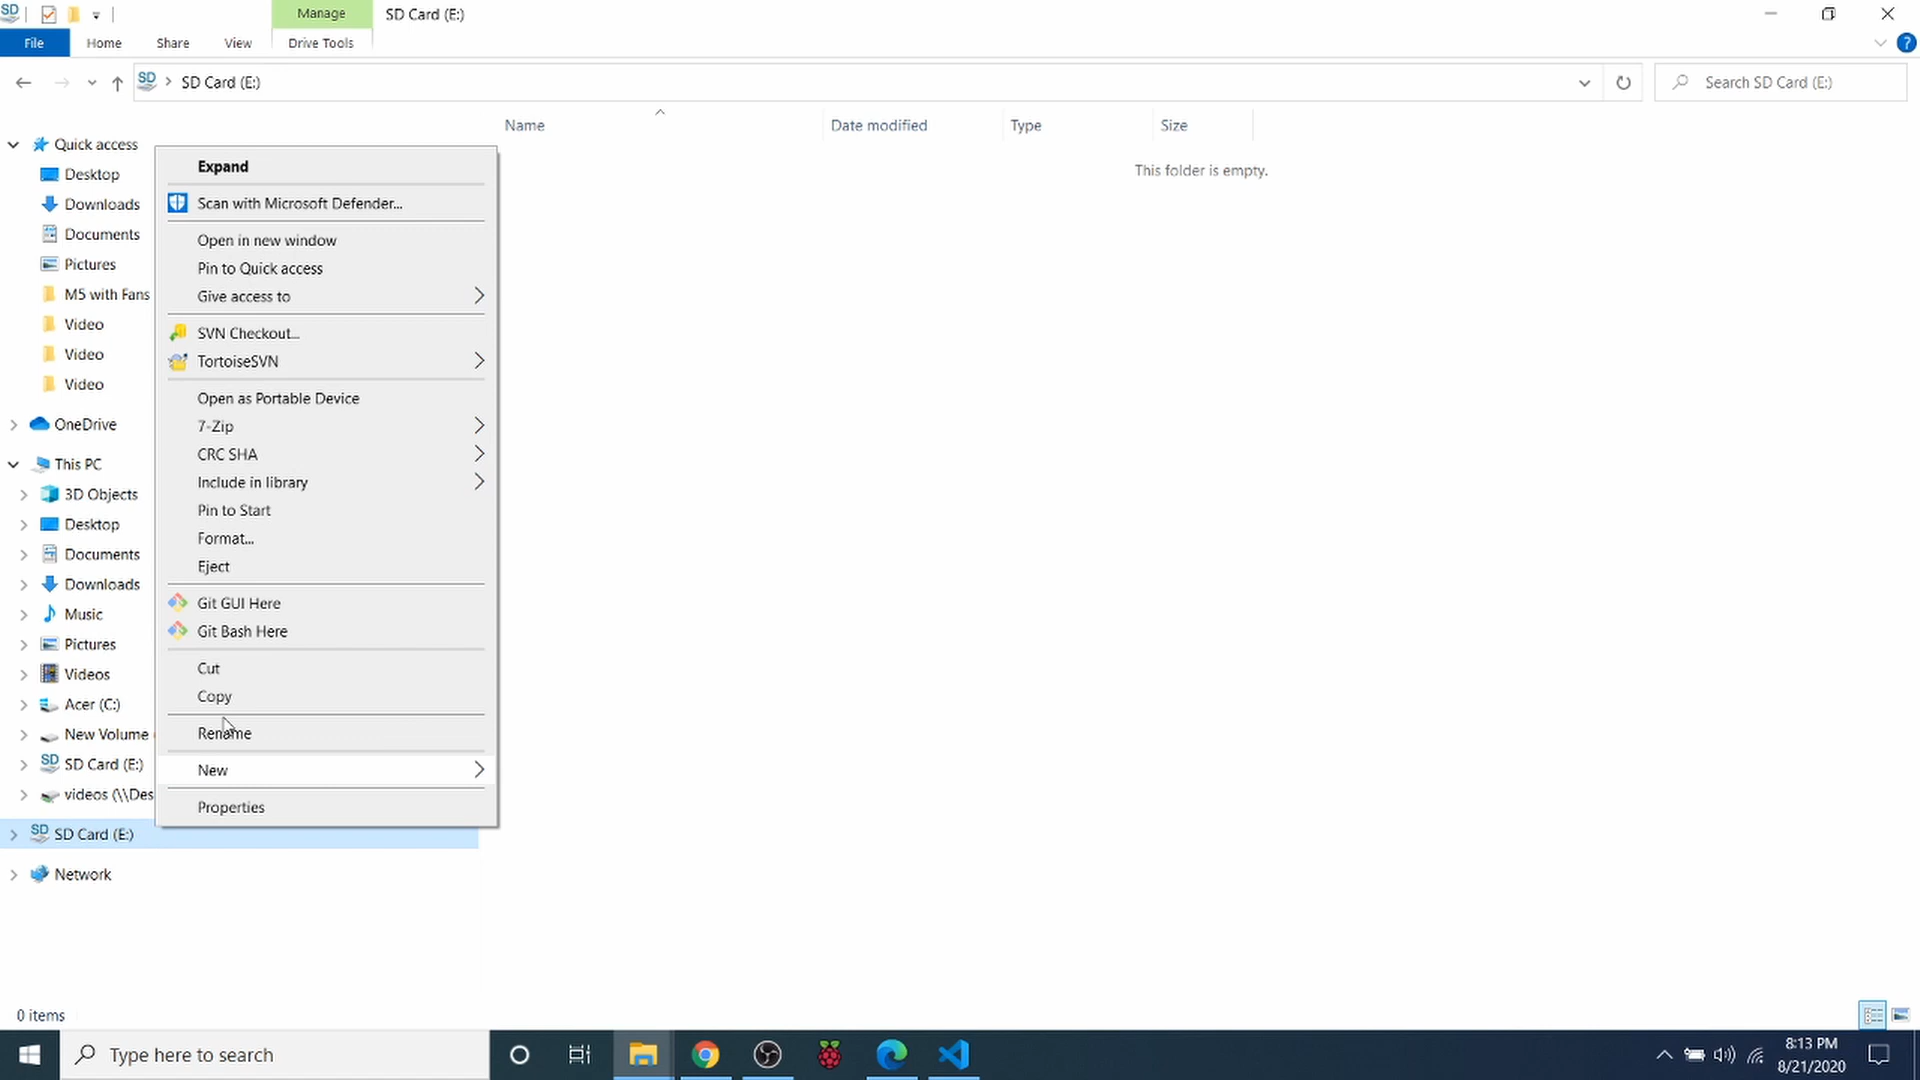 SD
Manage
SD Card (E:)
File
Home
Share
View
Drive Tools
?
SD
SD Card (E:)
Search SD Card (E:)
Name
Date modified
Type
Size
This folder is empty.
Quick access
Desktop
Downloads
Documents
Pictures
M5 with Fans
Video
Video
Video
OneDrive
This PC
3D Objects
Desktop
Documents
Downloads
Music
Pictures
Videos
Acer (C:)
New Volume
SD SD Card (E:)
videos (\\Des
SD SD Card (E:)
Network
Expand
Scan with Microsoft Defender...
Open in new window
Pin to Quick access
Give access to
SVN Checkout...
TortoiseSVN
Open as Portable Device
7-Zip
CRC SHA
Include in library
Pin to Start
Format...
Eject
Git GUI Here
Git Bash Here
Cut
Copy
Rename
New
Properties
0 items
Type here to search
8:13 PM
8/21/2020